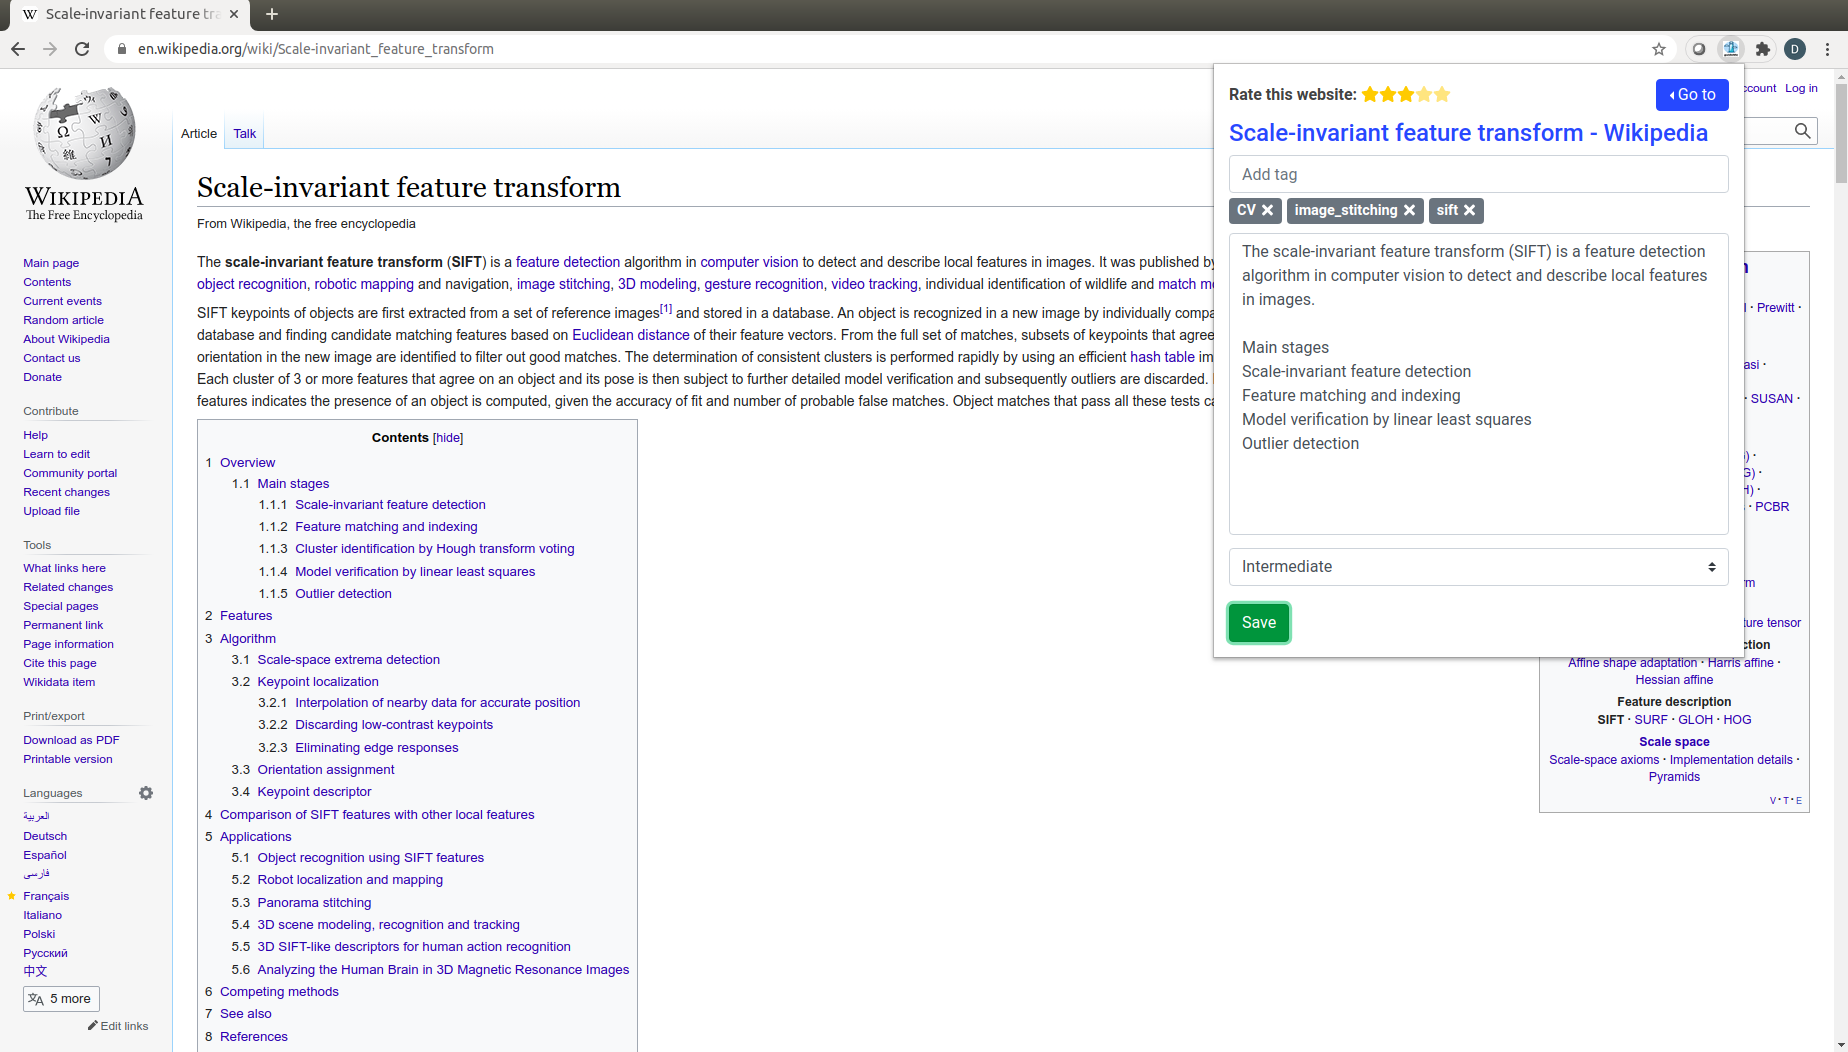 Scale-invariant feature tra
en.wikipedia.org/wiki/Scale-invariant_feature_transform
D
WIKIPEDIA
The Free Encyclopedia
Main page
Contents
Current events
Random article
About Wikipedia
Contact us
Donate
Contribute
Help
Learn to edit
Community portal
Recent changes
Upload file
Tools
What links here
Related changes
Special pages
Permanent link
Page information
Cite this page
Wikidata item
Print/export
Download as PDF
Printable version
Languages
العربية
Deutsch
Español
فارسی
Français
Italiano
Polski
Русский
中文
5 more
Edit links
Article Talk
Scale-invariant feature transform
From Wikipedia, the free encyclopedia
The scale-invariant feature transform (SIFT) is a feature detection algorithm in computer vision to detect and describe local features in images. It was published by
object recognition, robotic mapping and navigation, image stitching, 3D modeling, gesture recognition, video tracking, individual identification of wildlife and match m
SIFT keypoints of objects are first extracted from a set of reference images[1] and stored in a database. An object is recognized in a new image by individually compa
database and finding candidate matching features based on Euclidean distance of their feature vectors. From the full set of matches, subsets of keypoints that agree
orientation in the new image are identified to filter out good matches. The determination of consistent clusters is performed rapidly by using an efficient hash table im
Each cluster of 3 or more features that agree on an object and its pose is then subject to further detailed model verification and subsequently outliers are discarded.
features indicates the presence of an object is computed, given the accuracy of fit and number of probable false matches. Object matches that pass all these tests ca
Contents [hide]
1 Overview
1.1 Main stages
1.1.1 Scale-invariant feature detection
1.1.2 Feature matching and indexing
1.1.3 Cluster identification by Hough transform voting
1.1.4 Model verification by linear least squares
1.1.5 Outlier detection
2 Features
3 Algorithm
3.1 Scale-space extrema detection
3.2 Keypoint localization
3.2.1 Interpolation of nearby data for accurate position
3.2.2 Discarding low-contrast keypoints
3.2.3 Eliminating edge responses
3.3 Orientation assignment
3.4 Keypoint descriptor
4 Comparison of SIFT features with other local features
5 Applications
5.1 Object recognition using SIFT features
5.2 Robot localization and mapping
5.3 Panorama stitching
5.4 3D scene modeling, recognition and tracking
5.5 3D SIFT-like descriptors for human action recognition
5.6 Analyzing the Human Brain in 3D Magnetic Resonance Images
6 Competing methods
7 See also
8 References
Rate this website:
Go to
Scale-invariant feature transform - Wikipedia
Add tag
CV image_stitching sift
The scale-invariant feature transform (SIFT) is a feature detection
algorithm in computer vision to detect and describe local features
in images.
Main stages
Scale-invariant feature detection
Feature matching and indexing
Model verification by linear least squares
Outlier detection
Intermediate
Save
ccount Log in
n
l · Prewitt ·
asi ·
· SUSAN ·
) ·
G) ·
H) ·
· PCBR
rm
ture tensor
ction
Affine shape adaptation · Harris affine ·
Hessian affine
Feature description
SIFT · SURF · GLOH · HOG
Scale space
Scale-space axioms · Implementation details ·
Pyramids
V · T · E